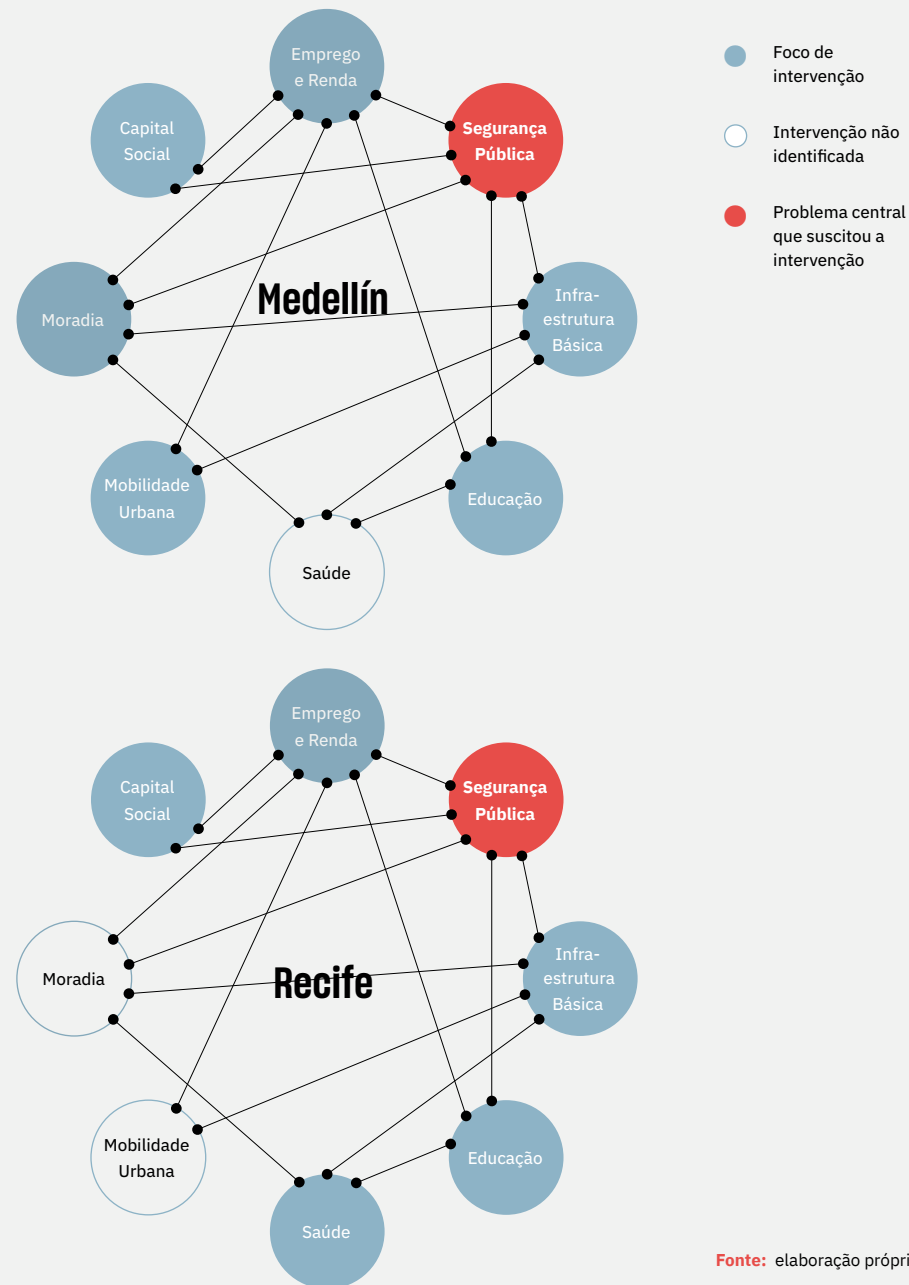 Emprego
e Renda
Capital
Social
Segurança
Pública
Medellín
Moradia
Infra-
estrutura
Básica
Mobilidade
Urbana
Educação
Saúde
Foco de
intervenção
Intervenção não
identificada
Problema central
que suscitou a
intervenção
Emprego
e Renda
Capital
Social
Segurança
Pública
Recife
Moradia
Infra-
estrutura
Básica
Mobilidade
Urbana
Educação
Saúde
Fonte: elaboração própri